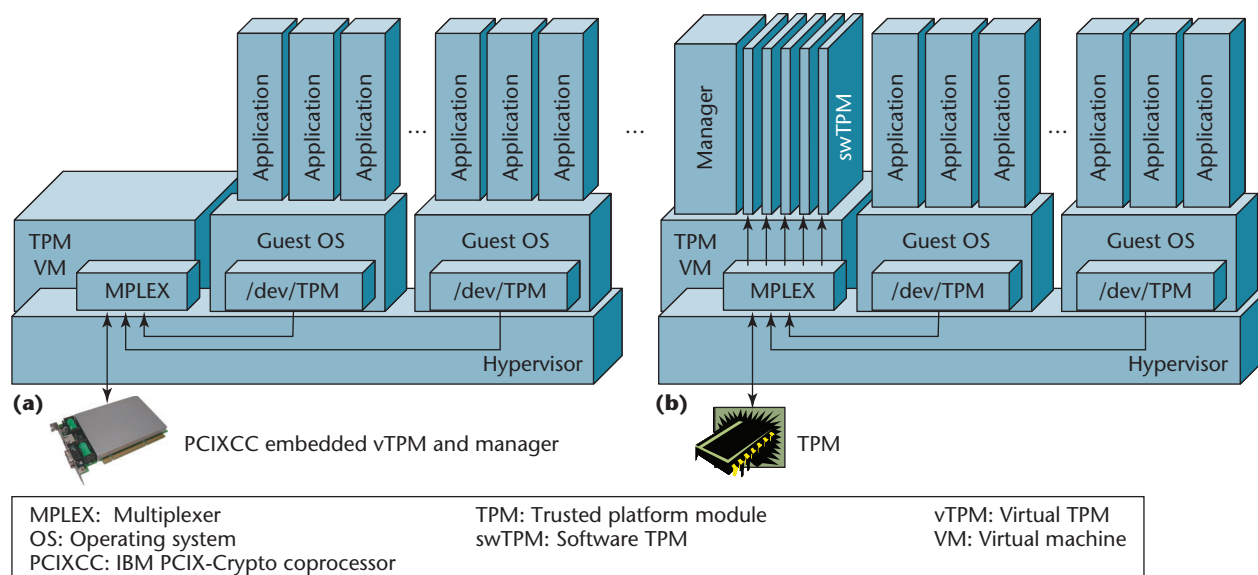 Application
Application
Application
...
Application
Application
Application
...
TPM
VM
MPLEX
Guest OS
/dev/TPM
Guest OS
/dev/TPM
Hypervisor
(a)
PCIXCC embedded vTPM and manager
Manager
swTPM
Application
Application
Application
...
Application
Application
Application
TPM
VM
MPLEX
Guest OS
/dev/TPM
Guest OS
/dev/TPM
Hypervisor
(b)
TPM
MPLEX: Multiplexer
OS: Operating system
PCIXCC: IBM PCIX-Crypto coprocessor
TPM: Trusted platform module
swTPM: Software TPM
vTPM: Virtual TPM
VM: Virtual machine